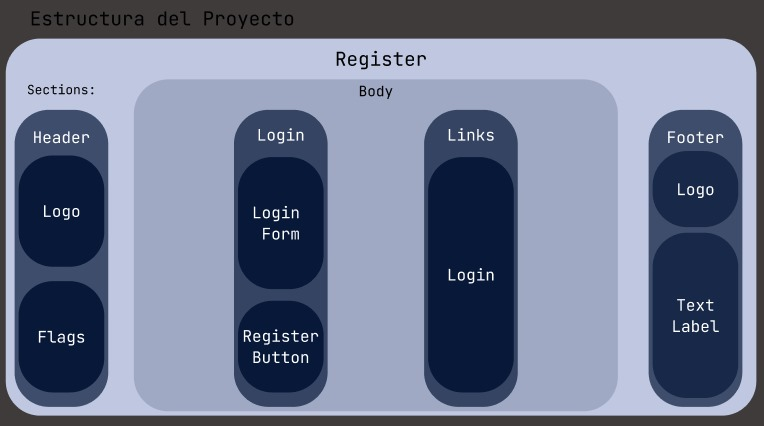 Estructura del Proyecto
Register
Sections:
Body
Header
Logo
Flags
Login
Login
Form
Register
Button
Links
Login
Footer
Logo
Text
Label